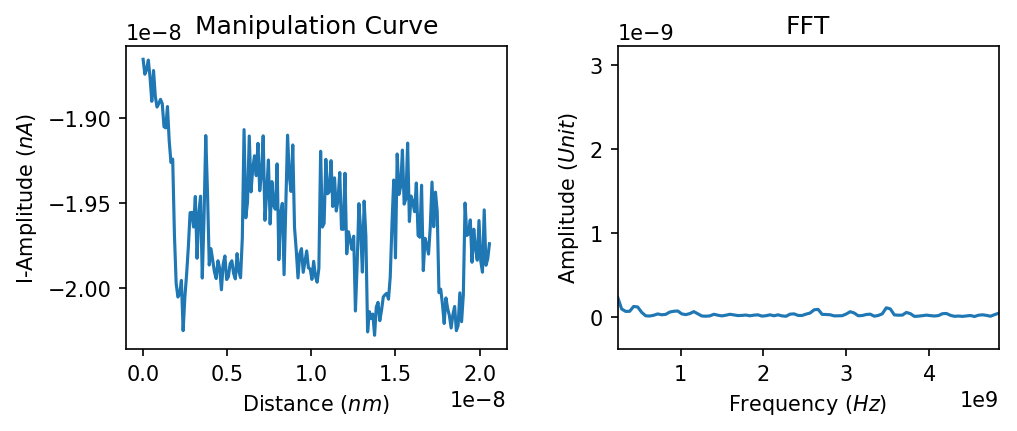 Manipulation Curve
1e−8
I-Amplitude (nA)
−1.90
−1.95
−2.00
0.0 0.5 1.0 1.5 2.0
Distance (nm) 1e−8
FFT
1e−9
Amplitude (Unit)
3
2
1
0
1 2 3 4
Frequency (Hz) 1e9